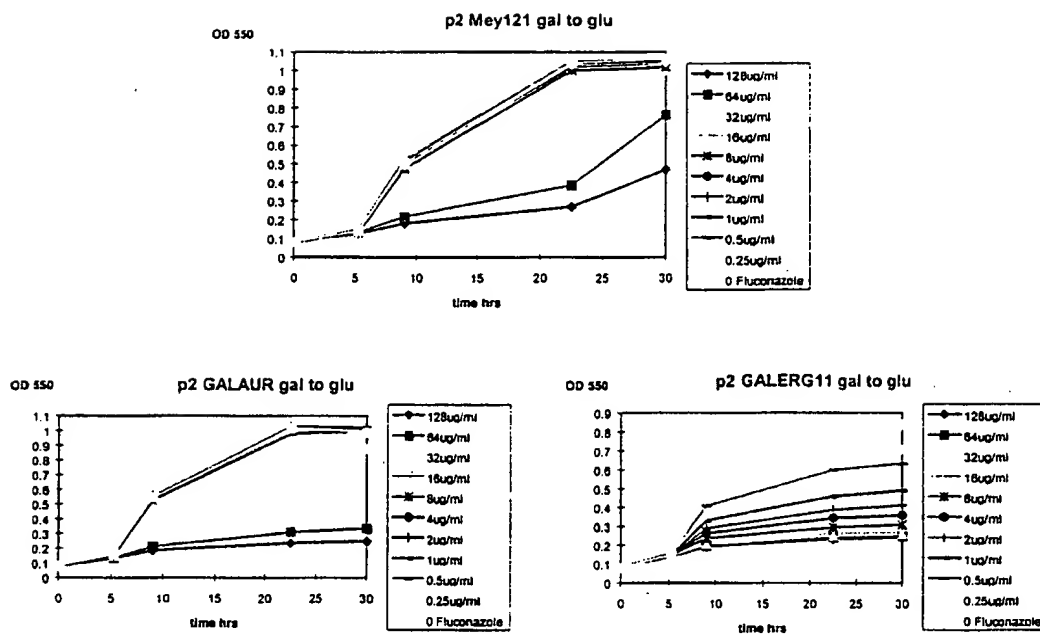 p2 Mey121 gal to glu
OD 550
1.1
1
0.9
0.8
0.7
0.6
0.5
0.4
0.3
0.2
0.1
0
0 5 10 15 20 25 30
time hrs
128ug/ml
64ug/ml
32ug/ml
16ug/ml
8ug/ml
4ug/ml
2ug/ml
1ug/ml
0.5ug/ml
0.25ug/ml
0 Fluconazole
p2 GALAUR gal to glu
OD 550
1.1
1
0.9
0.8
0.7
0.6
0.5
0.4
0.3
0.2
0.1
0
0 5 10 15 20 25 30
time hrs
128ug/ml
64ug/ml
32ug/ml
16ug/ml
8ug/ml
4ug/ml
2ug/ml
1ug/ml
0.5ug/ml
0.25ug/ml
0 Fluconazole
p2 GALERG11 gal to glu
OD 550
0.9
0.8
0.7
0.6
0.5
0.4
0.3
0.2
0.1
0
0 5 10 15 20 25 30
time hrs
128ug/ml
64ug/ml
32ug/ml
16ug/ml
8ug/ml
4ug/ml
2ug/ml
1ug/ml
0.5ug/ml
0.25ug/ml
0 Fluconazole